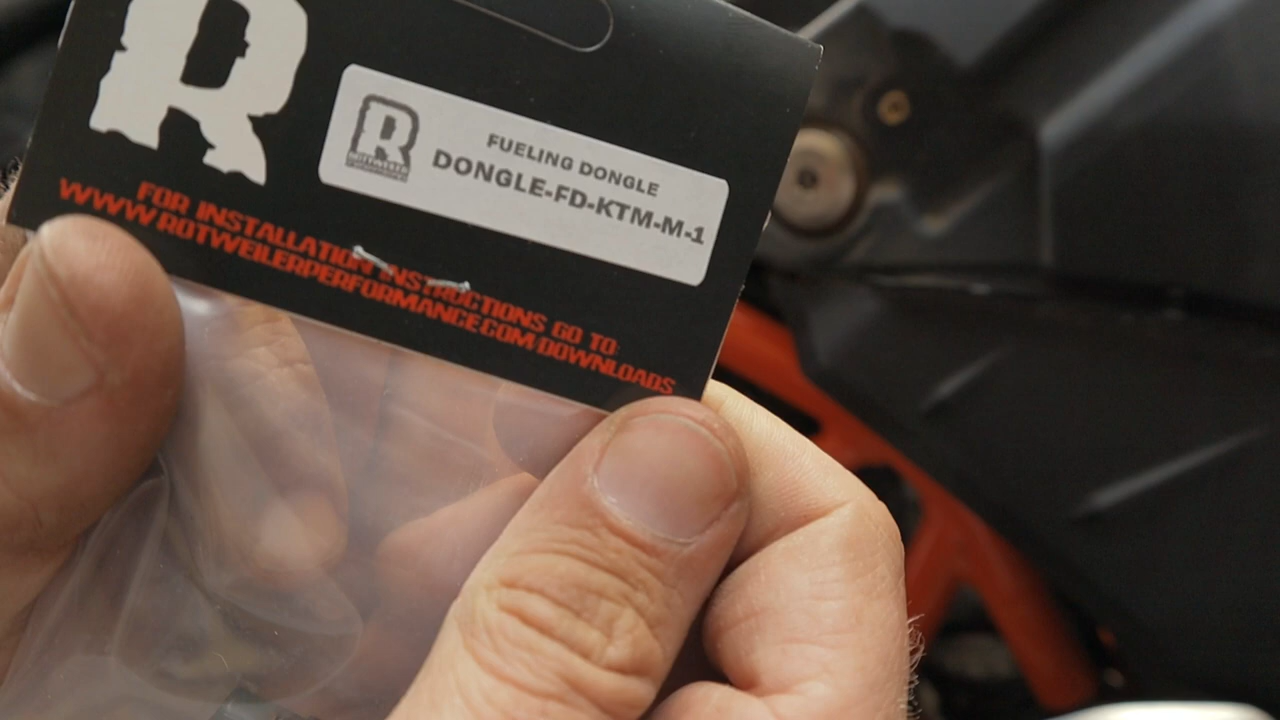 R
FUELING DONGLE
DONGLE-FD-KTM-M-1
FOR INSTALLATION INSTRUCTIONS GO TO:
WWW.ROTWEILERPERFORMANCE.COM/DOWNLOADS